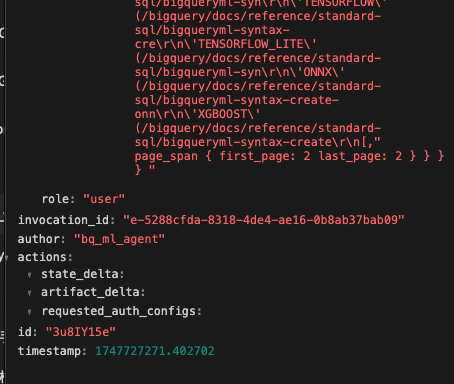 sql/bigqueryml-syn\r\n\'TENSORFLOW\'
(/bigquery/docs/reference/standard-
sql/bigqueryml-syntax-
cre\r\n\'TENSORFLOW_LITE\'
(/bigquery/docs/reference/standard-
sql/bigqueryml-syn\r\n\'ONNX\'
(/bigquery/docs/reference/standard-
sql/bigqueryml-syntax-create-
onn\r\n\'XGBOOST\'
(/bigquery/docs/reference/standard-
sql/bigqueryml-syntax-create\r\n[,"
page_span { first_page: 2 last_page: 2 } } }
} "
role: "user"
invocation_id: "e-5288cfda-8318-4de4-ae16-0b8ab37bab09"
author: "bq_ml_agent"
actions:
state_delta:
artifact_delta:
requested_auth_configs:
id: "3u8IY15e"
timestamp: 1747727271.402702